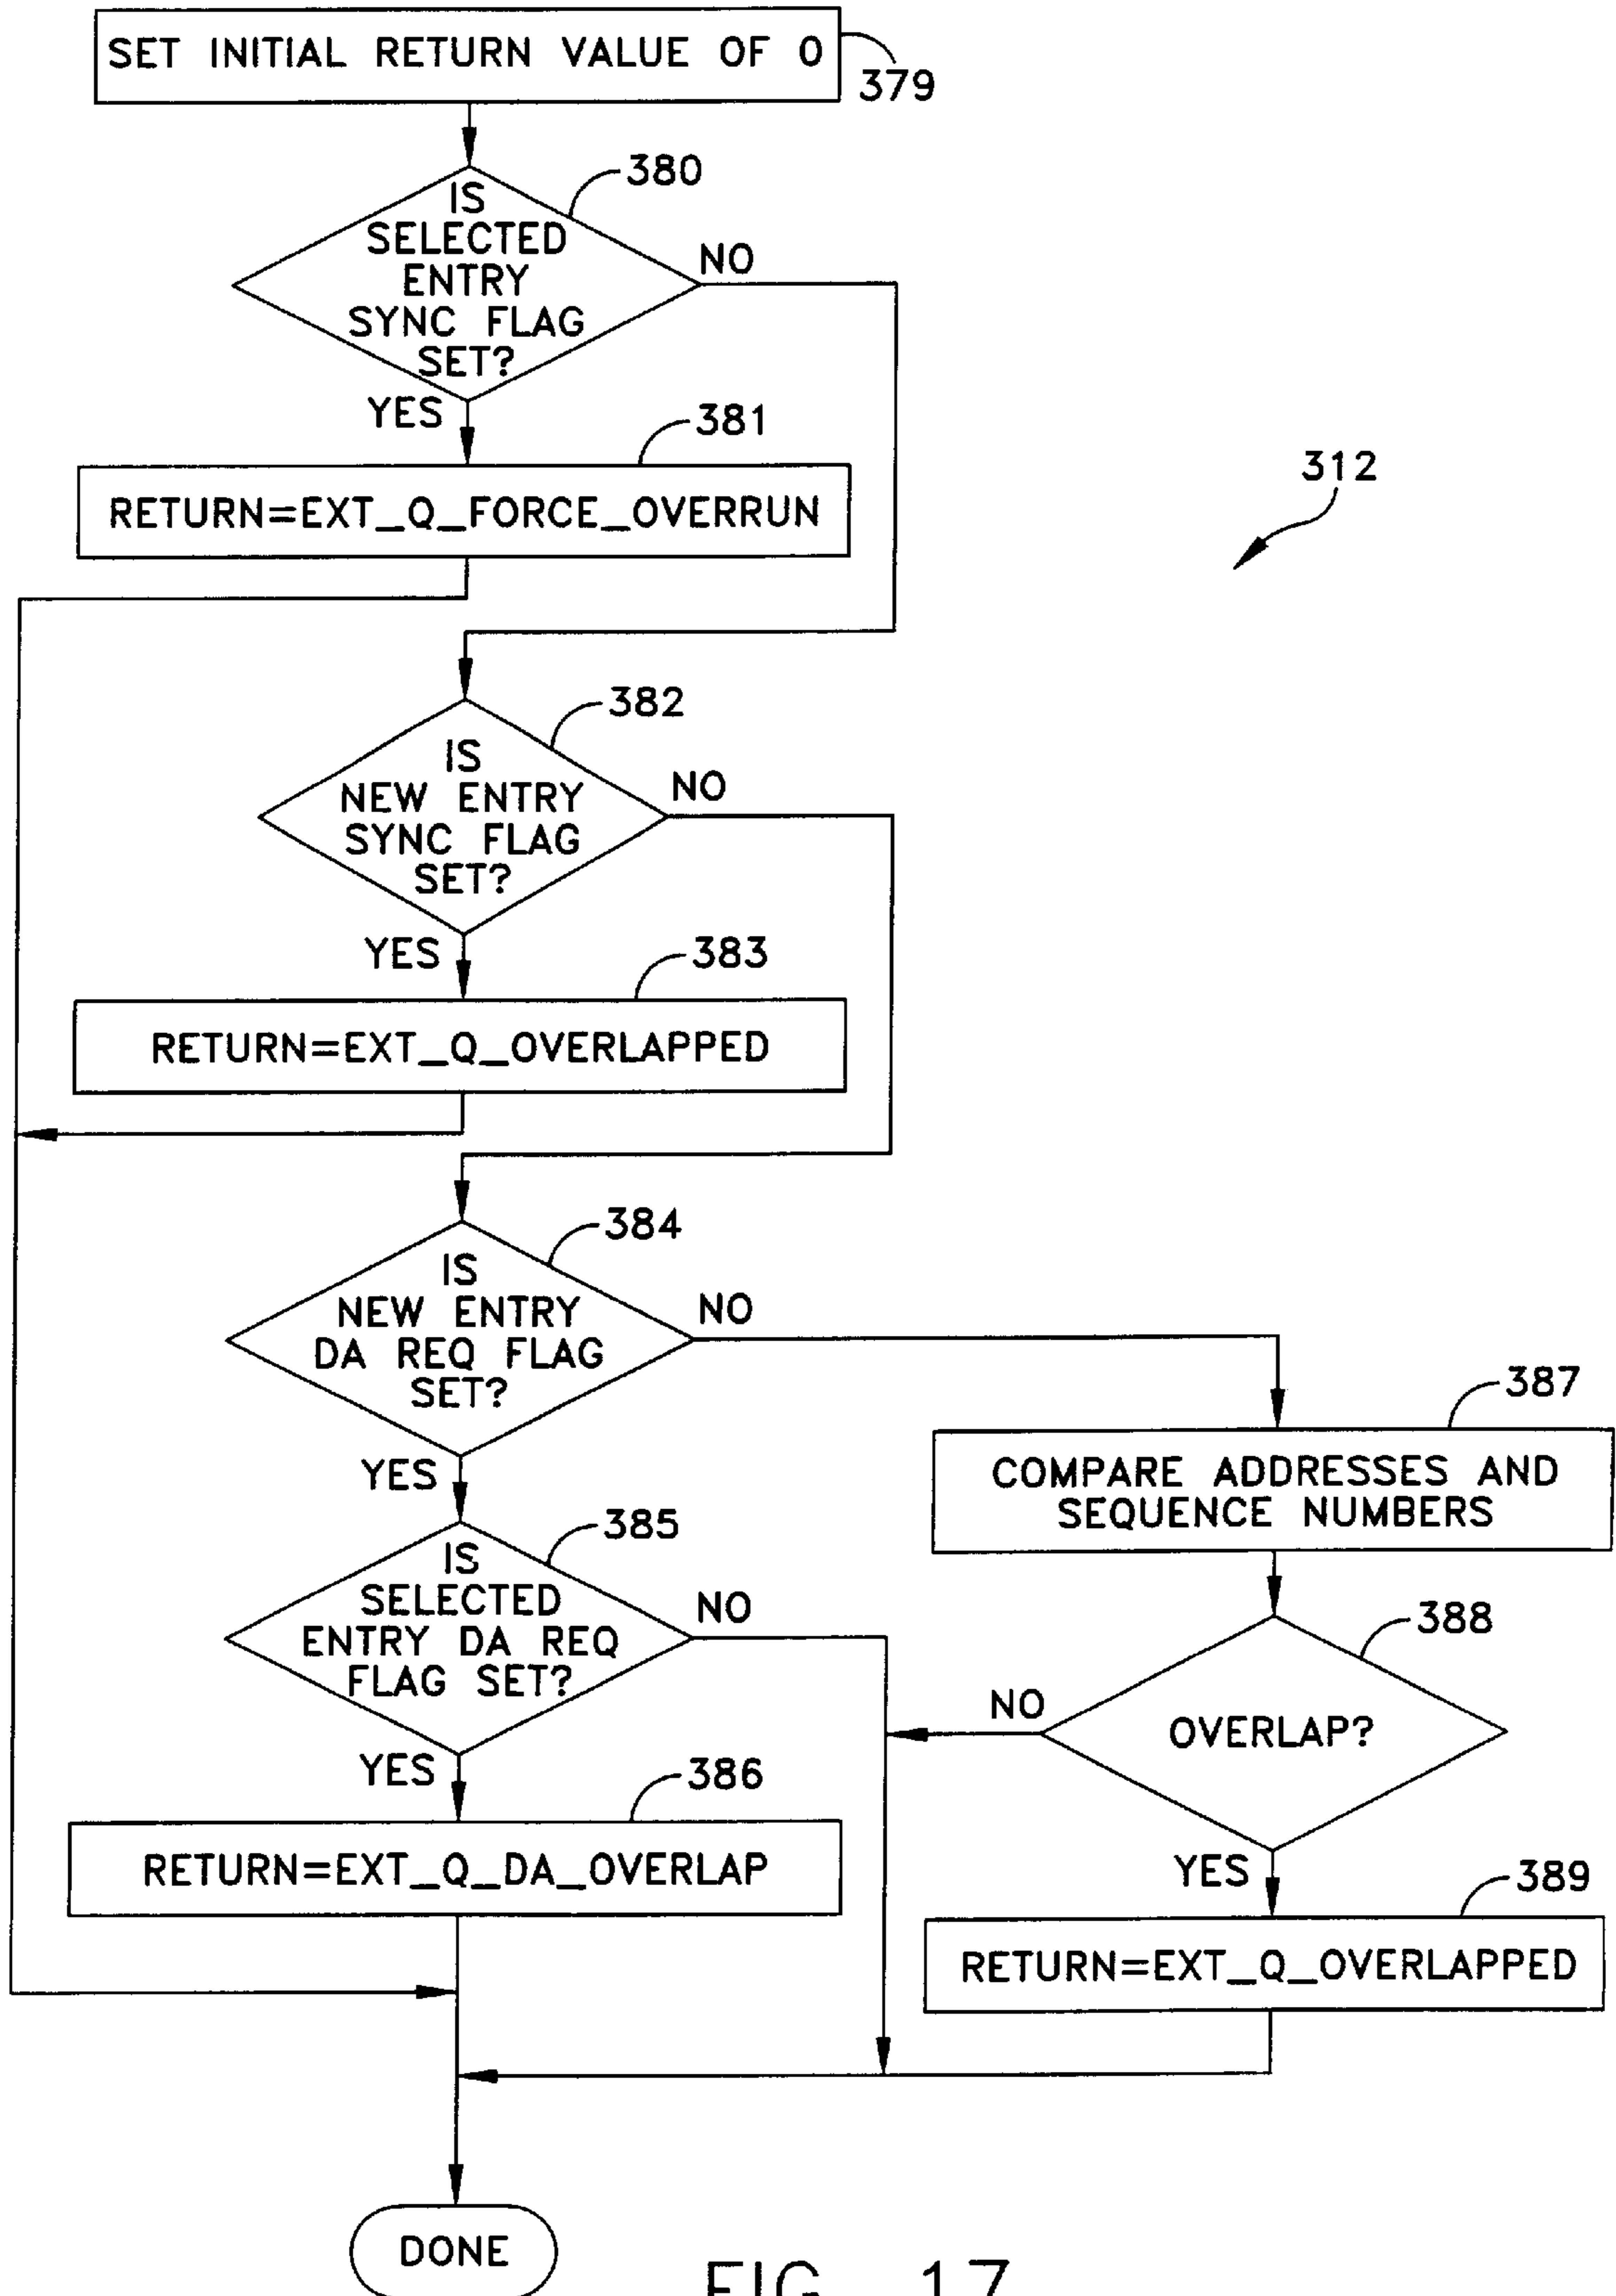 SET INITIAL RETURN VALUE OF 0
379
380
IS
SELECTED
ENTRY
SYNC FLAG
SET?
NO
YES
381
RETURN=EXT_Q_FORCE_OVERRUN
312
382
IS
NEW ENTRY
SYNC FLAG
SET?
NO
YES
383
RETURN=EXT_Q_OVERLAPPED
384
IS
NEW ENTRY
DA REQ FLAG
SET?
NO
YES
387
COMPARE ADDRESSES AND
SEQUENCE NUMBERS
385
IS
SELECTED
ENTRY DA REQ
FLAG SET?
NO
YES
388
OVERLAP?
NO
YES
386
RETURN=EXT_Q_DA_OVERLAP
389
RETURN=EXT_Q_OVERLAPPED
DONE
FIG. 17